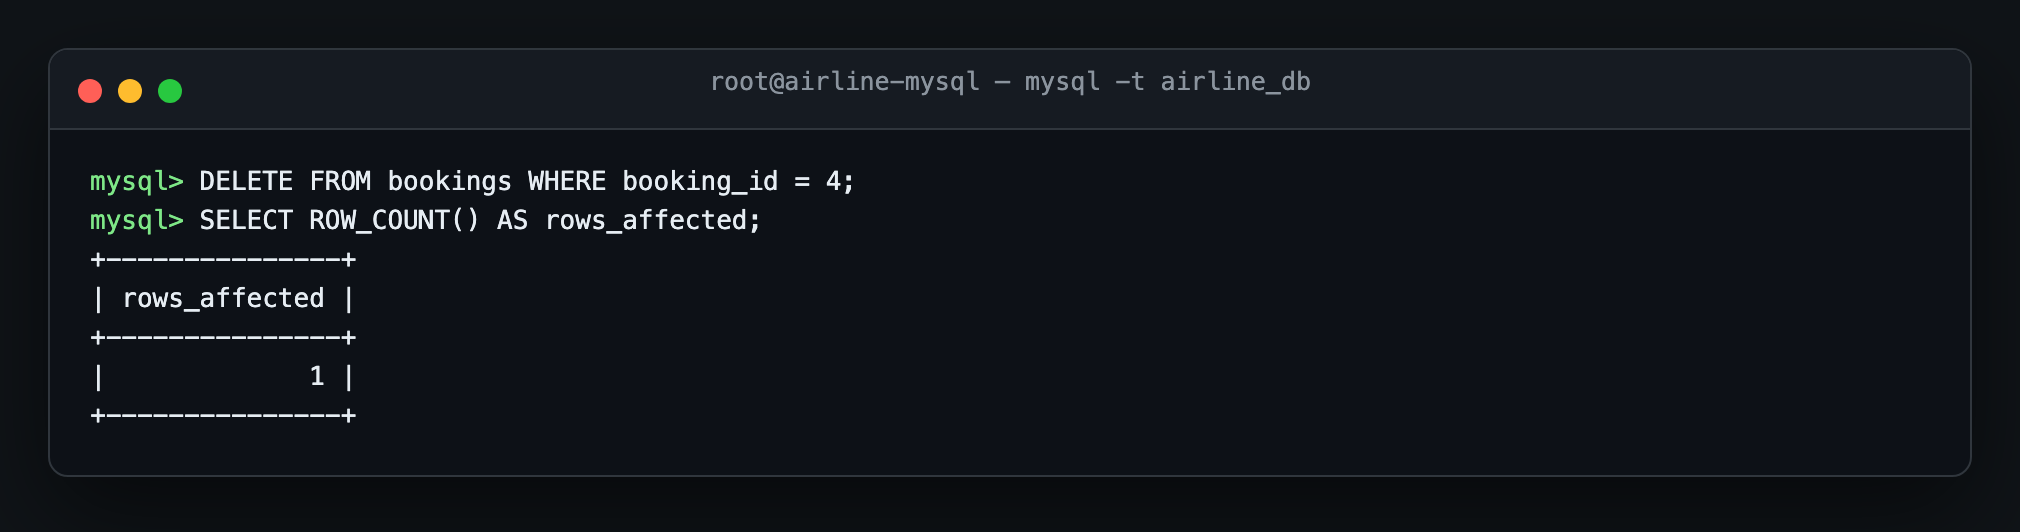 root@airline-mysql — mysql -t airline_db
mysql> DELETE FROM bookings WHERE booking_id = 4;
mysql> SELECT ROW_COUNT() AS rows_affected;
+---------------+
| rows_affected |
+---------------+
|             1 |
+---------------+